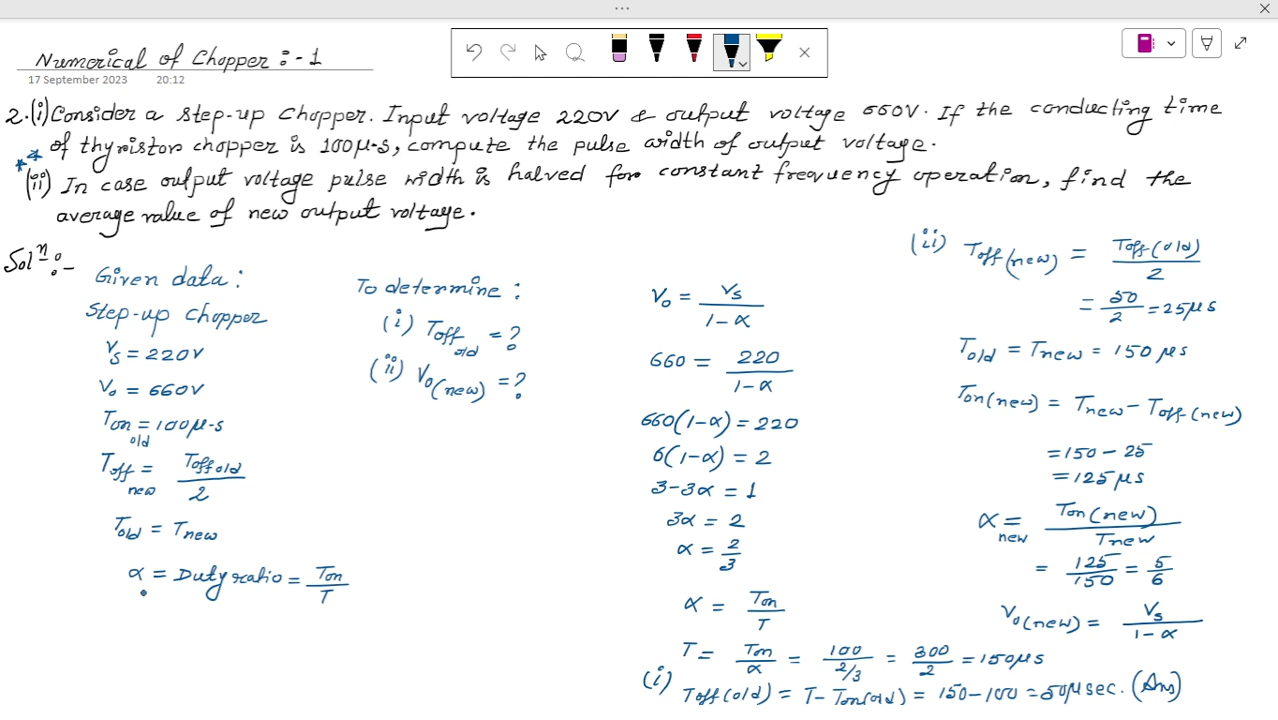 Numerical of Chopper :- 1
17 September 2023 20:12
2.(i) Consider a step-up chopper. Input voltage 220V & output voltage 660V. If the conducting time
of thyristor chopper is 100μ-s, compute the pulse width of output voltage.
(ii) In case output voltage pulse width is halved for constant frequency operation, find the
average value of new output voltage.
Solⁿ:-
Given data:
Step-up chopper
Vs = 220V
Vo = 660V
Ton old = 100μ-s
Toff new = Toff old / 2
Told = Tnew
α = Duty ratio = Ton / T
To determine:
(i) Toff old = ?
(ii) Vo(new) = ?
Vo = Vs / 1-α
660 = 220 / 1-α
660(1-α) = 220
6(1-α) = 2
3-3α = 1
3α = 2
α = 2/3
α = Ton / T
T = Ton / α = 100 / 2/3 = 300 / 2 = 150μs
(i) Toff(old) = T - Ton(old) = 150-100 = 50μsec. (Ans)
(ii) Toff(new) = Toff(old) / 2
= 50 / 2 = 25μs
Told = Tnew = 150μs
Ton(new) = Tnew - Toff(new)
= 150 - 25
= 125μs
α new = Ton(new) / Tnew
= 125 / 150 = 5 / 6
Vo(new) = Vs / 1-α